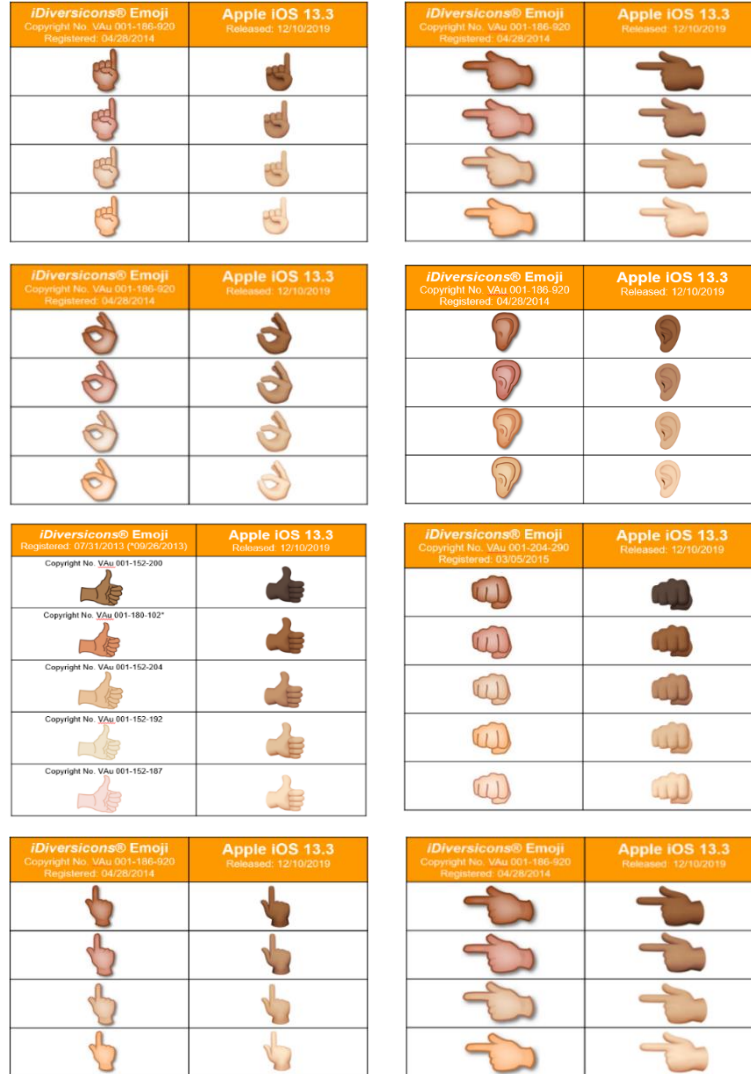 iDiversicons® Emoji
Copyright No. VAu 001-186-920
Registered: 04/28/2014
Apple iOS 13.3
Released: 12/10/2019
iDiversicons® Emoji
Copyright No. VAu 001-186-920
Registered: 04/28/2014
Apple iOS 13.3
Released: 12/10/2019
iDiversicons® Emoji
Copyright No. VAu 001-186-920
Registered: 04/28/2014
Apple iOS 13.3
Released: 12/10/2019
iDiversicons® Emoji
Copyright No. VAu 001-186-920
Registered: 04/28/2014
Apple iOS 13.3
Released: 12/10/2019
iDiversicons® Emoji
Registered: 07/31/2013 (*09/26/2013)
Apple iOS 13.3
Released: 12/10/2019
Copyright No. VAu 001-152-200
Copyright No. VAu 001-180-102*
Copyright No. VAu 001-152-204
Copyright No. VAu 001-152-192
Copyright No. VAu 001-152-187
iDiversicons® Emoji
Copyright No. VAu 001-204-290
Registered: 03/05/2015
Apple iOS 13.3
Released: 12/10/2019
iDiversicons® Emoji
Copyright No. VAu 001-186-920
Registered: 04/28/2014
Apple iOS 13.3
Released: 12/10/2019
iDiversicons® Emoji
Copyright No. VAu 001-186-920
Registered: 04/28/2014
Apple iOS 13.3
Released: 12/10/2019